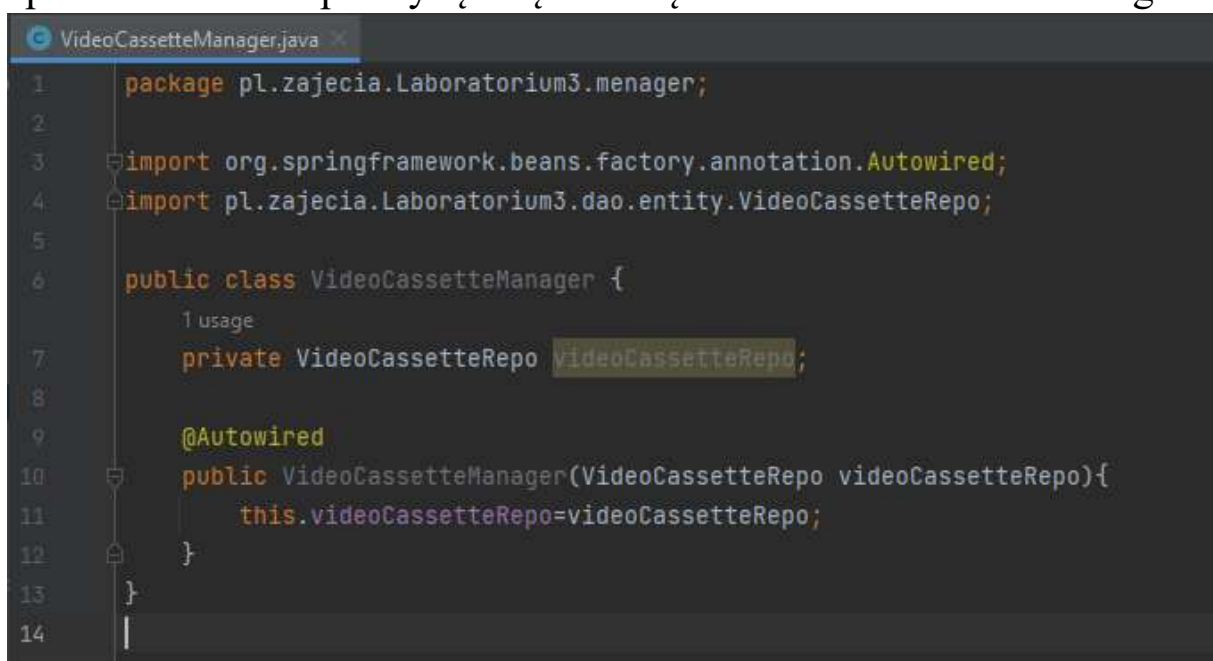 VideoCassetteManager.java
1 package pl.zajecia.Laboratorium3.menager;
2
3 import org.springframework.beans.factory.annotation.Autowired;
4 import pl.zajecia.Laboratorium3.dao.entity.VideoCassetteRepo;
5
6 public class VideoCassetteManager {
1 usage
7 private VideoCassetteRepo videoCassetteRepo;
8
9 @Autowired
10 public VideoCassetteManager(VideoCassetteRepo videoCassetteRepo){
11 this.videoCassetteRepo=videoCassetteRepo;
12 }
13 }
14